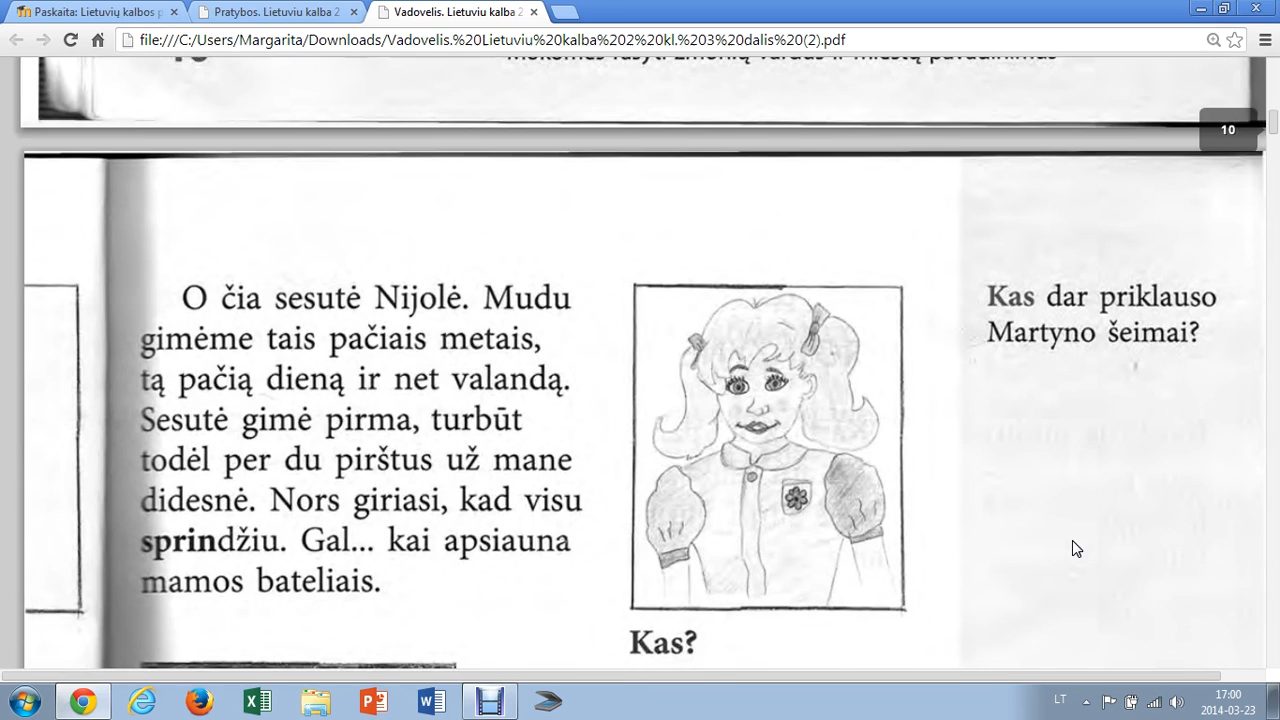 Paskaita: Lietuvių kalbos p
Pratybos. Lietuviu kalba 2
Vadovelis. Lietuviu kalba 2
file:///C:/Users/Margarita/Downloads/Vadovelis.%20Lietuviu%20kalba%202%20kl.%203%20dalis%20(2).pdf
10
O čia sesutė Nijolė. Mudu
gimėme tais pačiais metais,
tą pačią dieną ir net valandą.
Sesutė gimė pirma, turbūt
todėl per du pirštus už mane
didesnė. Nors giriasi, kad visu
sprindžiu. Gal... kai apsiauna
mamos bateliais.
Kas?
Kas dar priklauso
Martyno šeimai?
LT
17:00
2014-03-23